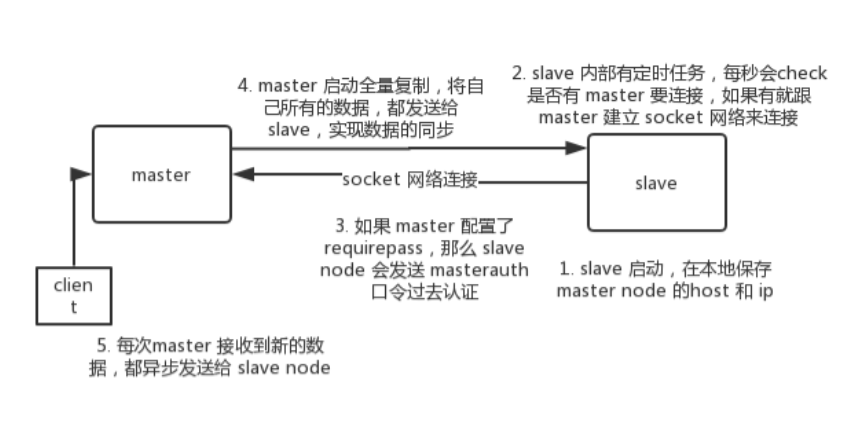 4. master 启动全量复制，将自
己所有的数据，都发送给
slave，实现数据的同步
2. slave 内部有定时任务，每秒会check
是否有 master 要连接，如果有就跟
master 建立 socket 网络来连接
master
socket 网络连接
slave
3. 如果 master 配置了
requirepass，那么 slave
node 会发送 masterauth
口令过去认证
1. slave 启动，在本地保存
master node 的host 和 ip
clien
t
5. 每次master 接收到新的数
据，都异步发送给 slave node